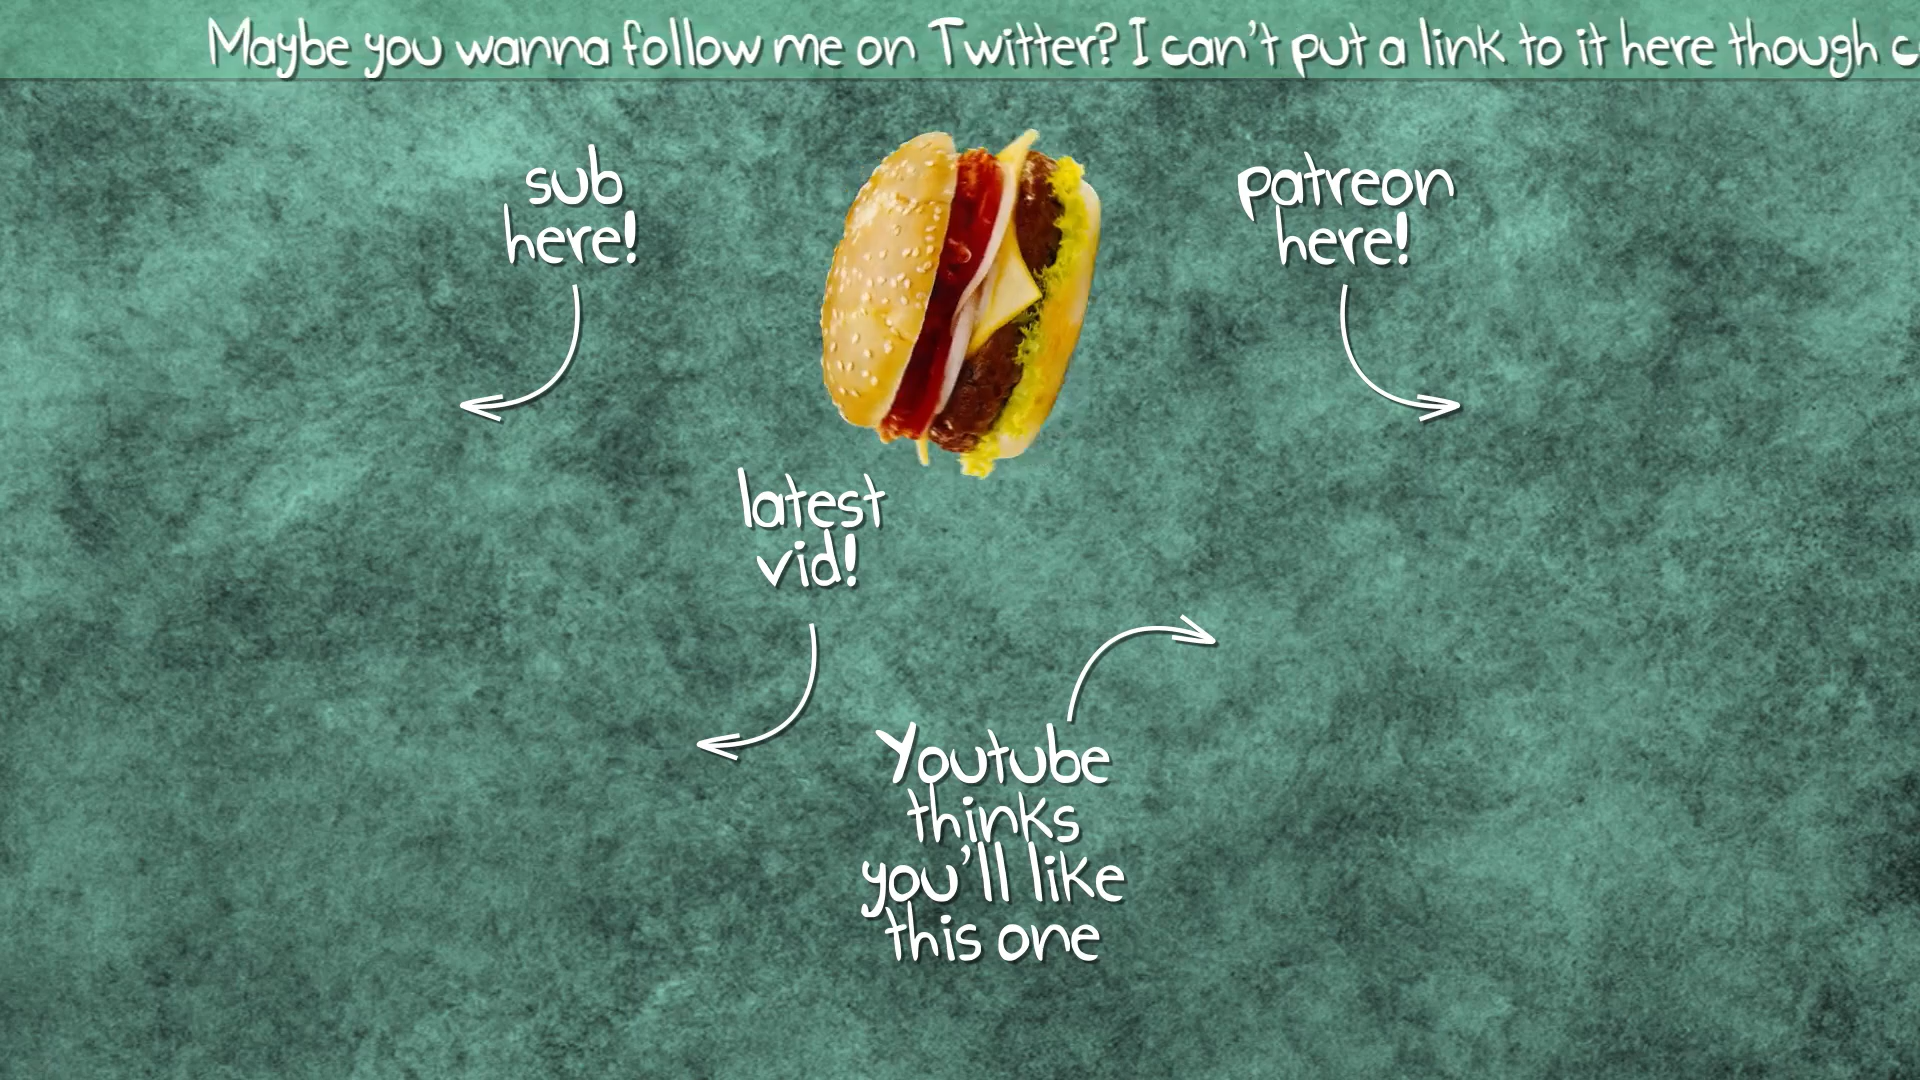 Maybe you wanna follow me on Twitter? I can't put a link to it here though
sub
here!
patreon
here!
latest
vid!
Youtube
thinks
you'll like
this one